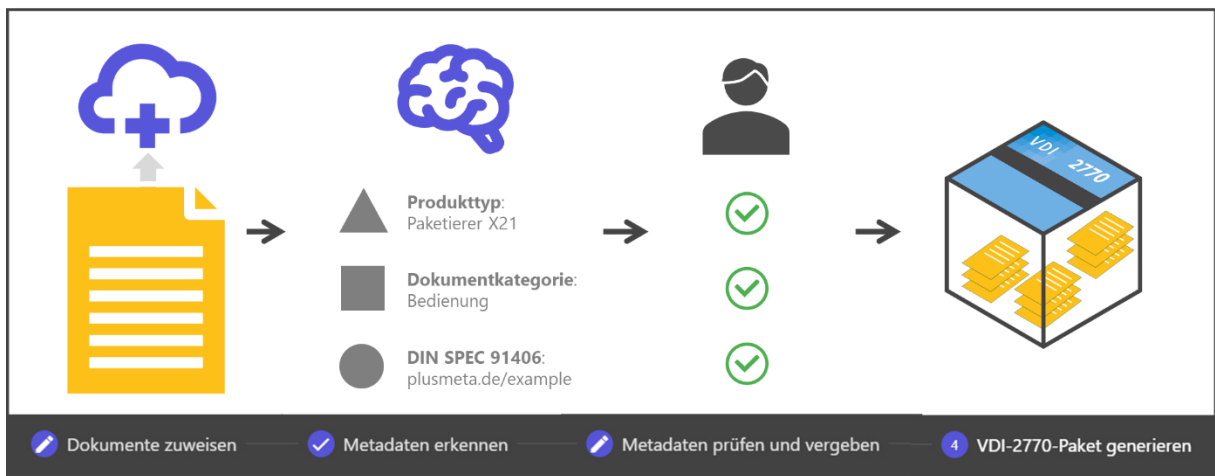 VDI 2770
Produkttyp:
Paketierer X21
Dokumentkategorie:
Bedienung
DIN SPEC 91406:
plusmeta.de/example
Dokumente zuweisen
Metadaten erkennen
Metadaten prüfen und vergeben
4 VDI-2770-Paket generieren